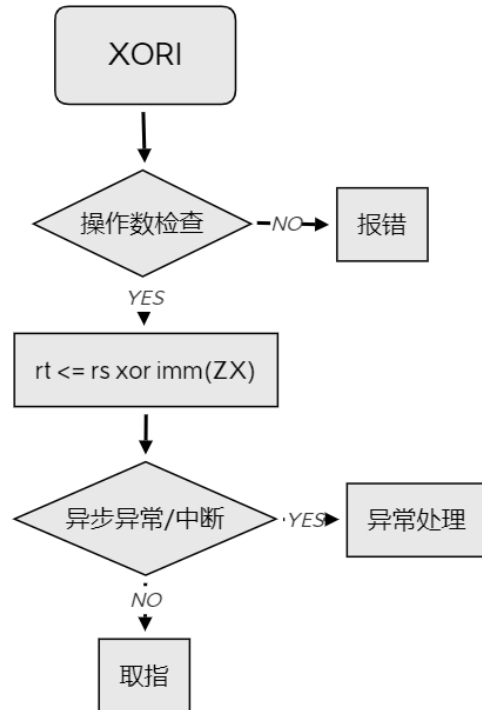 XORI
操作数检查
NO
报错
YES
rt <= rs xor imm(ZX)
异步异常/中断
YES
异常处理
NO
取指